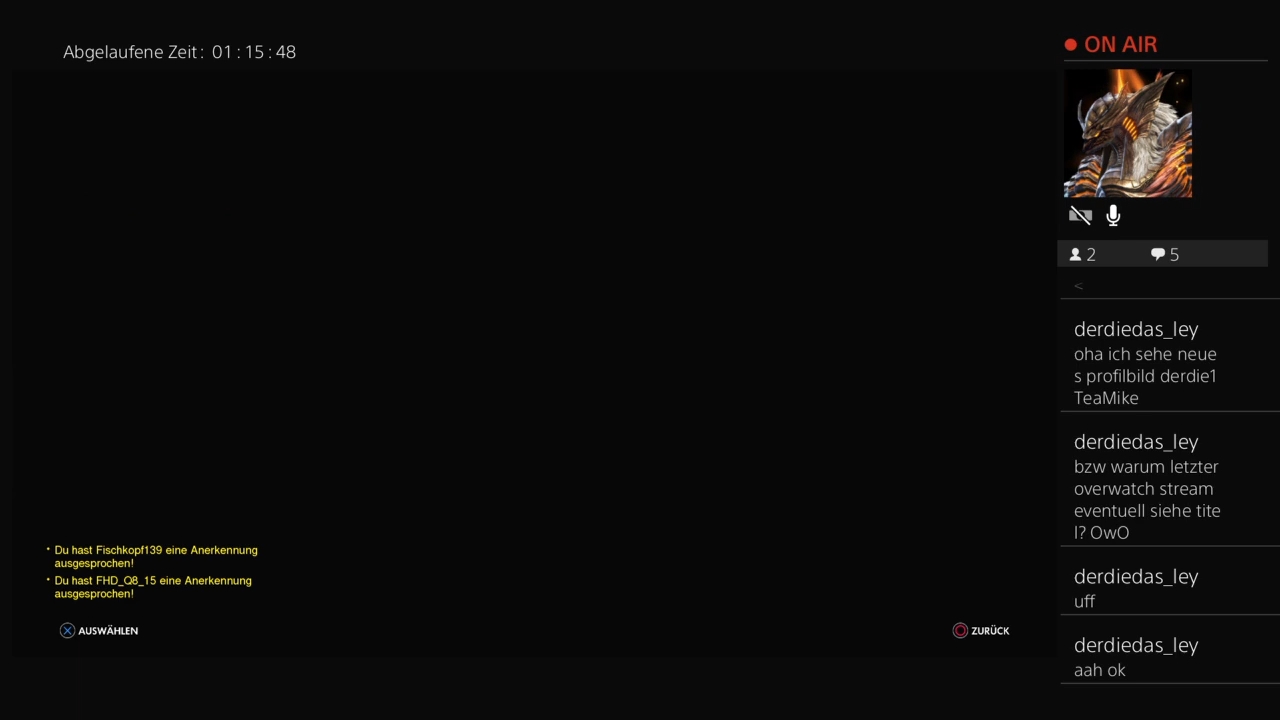 Abgelaufene Zeit: 01:15:48
ON AIR
2 5
<
derdiedas_ley
oha ich sehe neue
s profilbild derdie1
TeaMike
derdiedas_ley
bzw warum letzter
overwatch stream
eventuell siehe tite
l? OwO
derdiedas_ley
uff
derdiedas_ley
aah ok
• Du hast Fischkopf139 eine Anerkennung
ausgesprochen!
• Du hast FHD_Q8_15 eine Anerkennung
ausgesprochen!
AUSWÄHLEN
ZURÜCK